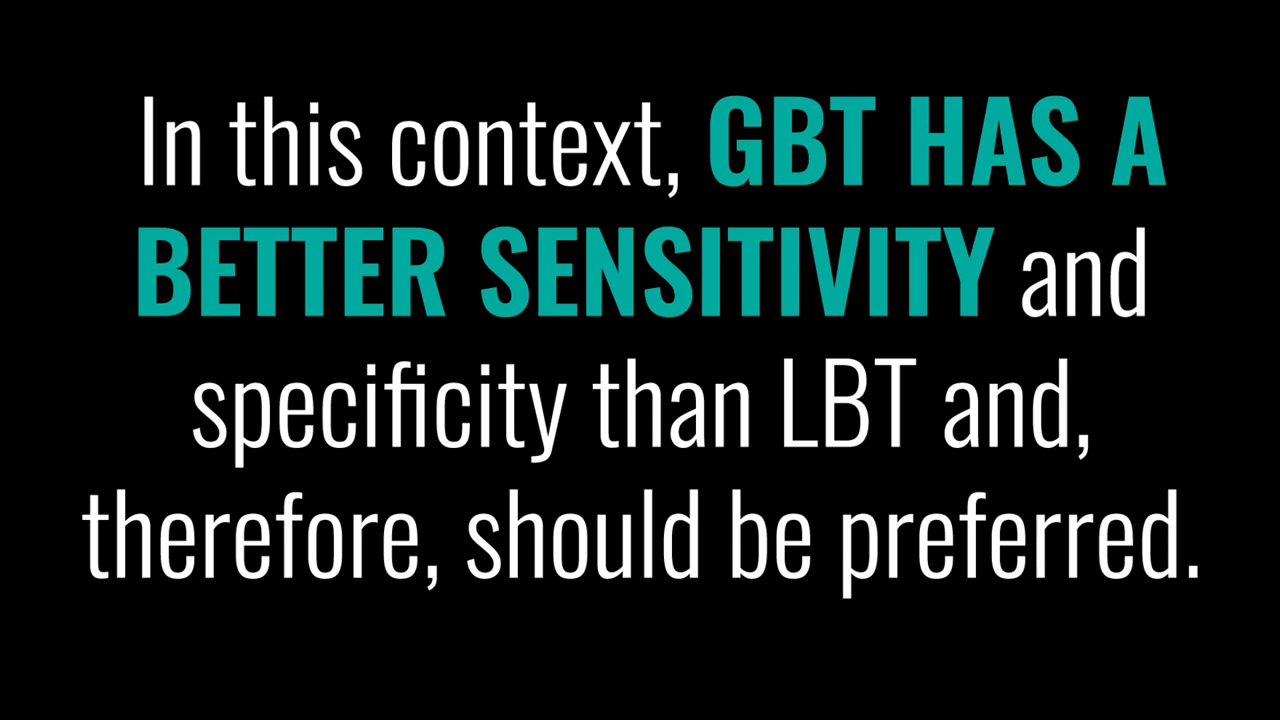 In this context, GBT HAS A
BETTER SENSITIVITY and
specificity than LBT and,
therefore, should be preferred.